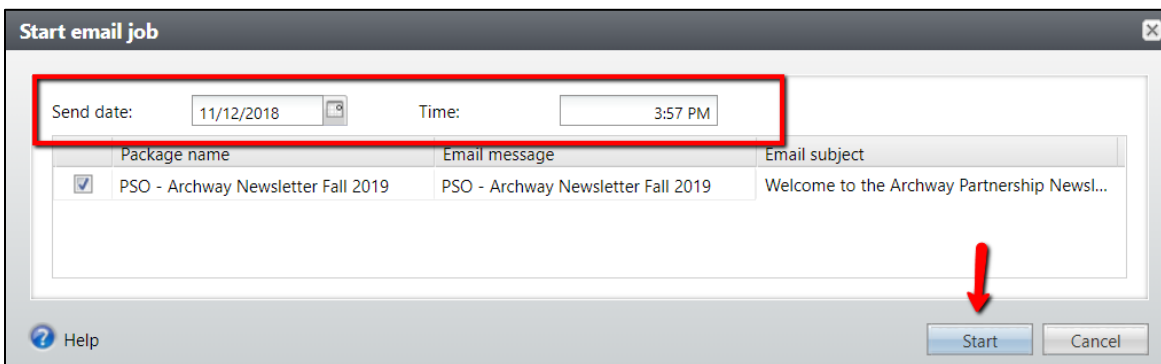 Start email job
Send date: 11/12/2018 Time: 3:57 PM
Package name Email message Email subject
PSO - Archway Newsletter Fall 2019 PSO - Archway Newsletter Fall 2019 Welcome to the Archway Partnership Newsl...
Help Start Cancel